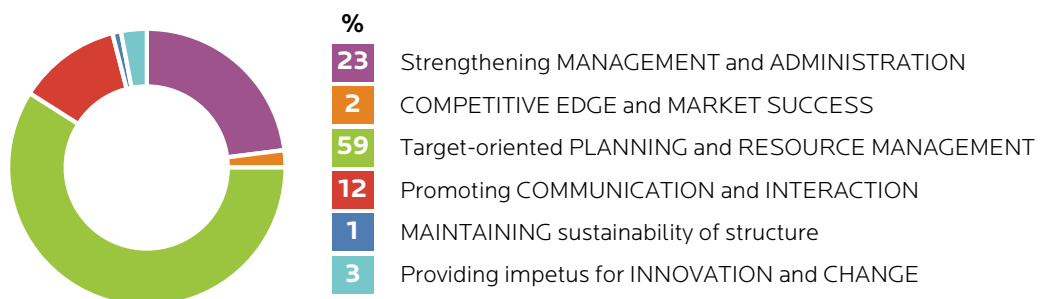 %
23 Strengthening MANAGEMENT and ADMINISTRATION
2 COMPETITIVE EDGE and MARKET SUCCESS
59 Target-oriented PLANNING and RESOURCE MANAGEMENT
12 Promoting COMMUNICATION and INTERACTION
1 MAINTAINING sustainability of structure
3 Providing impetus for INNOVATION and CHANGE